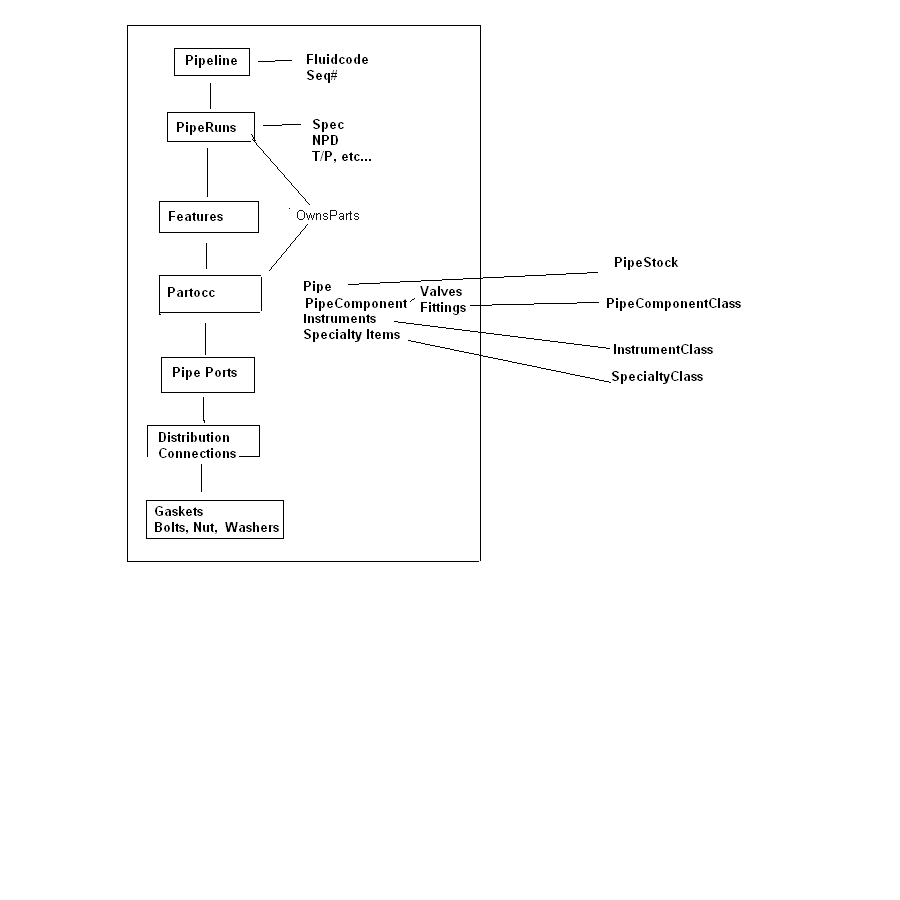 Pipeline
Fluidcode
Seq#
PipeRuns
Spec
NPD
T/P, etc...
Features
OwnsParts
PipeStock
Partocc
Pipe
Valves
PipeComponent
Fittings
PipeComponentClass
Instruments
Specialty Items
InstrumentClass
Pipe Ports
SpecialtyClass
Distribution
Connections
Gaskets
Bolts, Nut, Washers